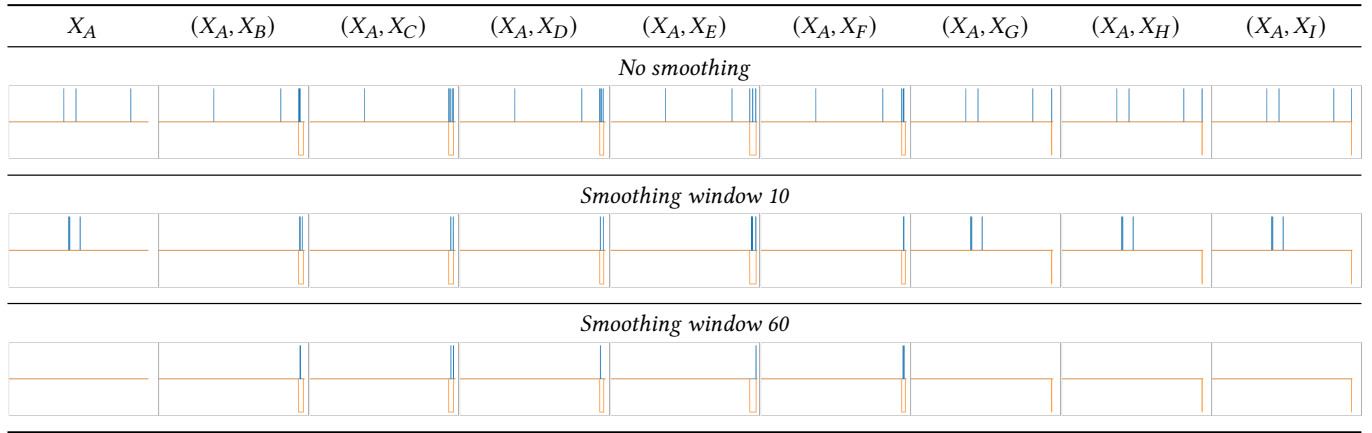 X_A (X_A, X_B) (X_A, X_C) (X_A, X_D) (X_A, X_E) (X_A, X_F) (X_A, X_G) (X_A, X_H) (X_A, X_I)
No smoothing
Smoothing window 10
Smoothing window 60